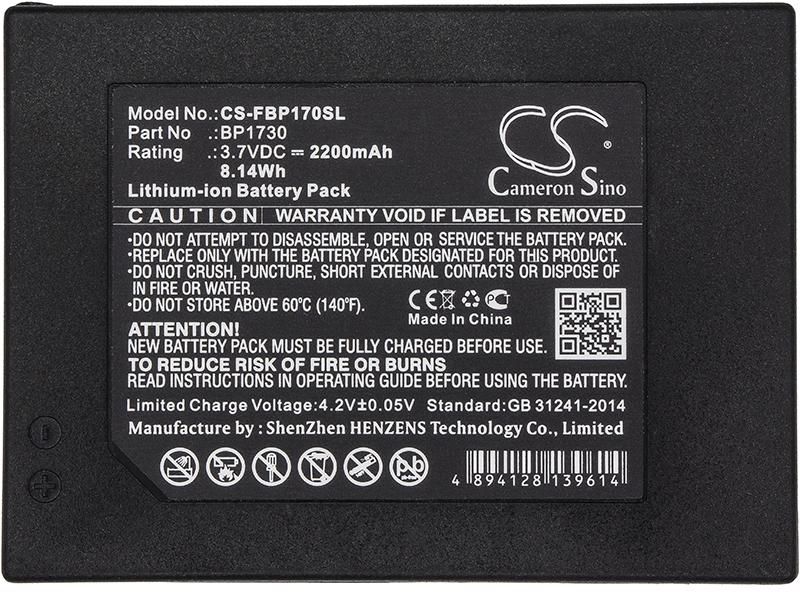 Model No.:CS-FBP170SL
Part No :BP1730
Rating .:3.7VDC ⎓ 2200mAh
8.14Wh
Lithium-ion Battery Pack
CS
®
Cameron Sino
CAUTION WARRANTY VOID IF LABEL IS REMOVED
•DO NOT ATTEMPT TO DISASSEMBLE, OPEN OR SERVICE THE BATTERY PACK.
•REPLACE ONLY WITH THE BATTERY PACK DESIGNATED FOR THIS PRODUCT.
•DO NOT CRUSH, PUNCTURE, SHORT EXTERNAL CONTACTS OR DISPOSE OF
IN FIRE OR WATER.
•DO NOT STORE ABOVE 60℃ (140℉).
CE
Made In China
ATTENTION!
NEW BATTERY PACK MUST BE FULLY CHARGED BEFORE USE.
TO REDUCE RISK OF FIRE OR BURNS
READ INSTRUCTIONS IN OPERATING GUIDE BEFORE USING THE BATTERY.
Limited Charge Voltage:4.2V±0.05V Standard:GB 31241-2014
Manufacture by : ShenZhen HENZENS Technology Co., Limited
Pb
4 894128 139614
-
+